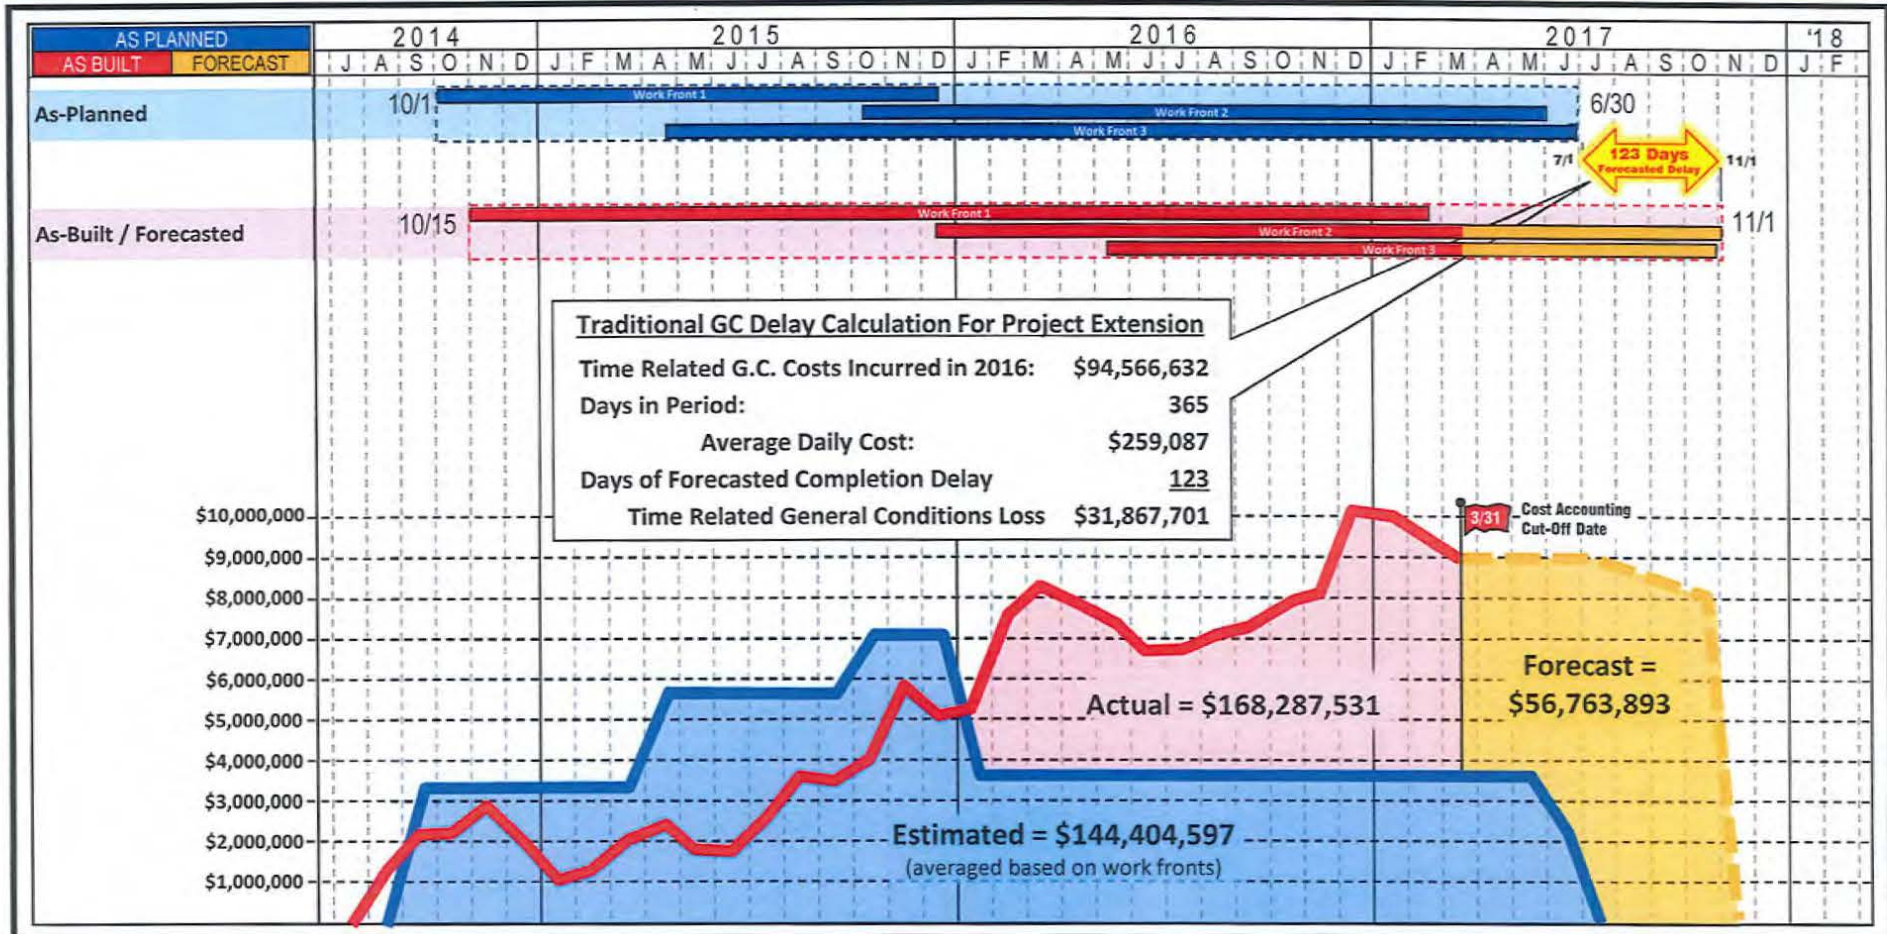 AS PLANNED
AS BUILT FORECAST
2014 2015 2016 2017 '18
J A S O N D J F M A M J J A S O N D J F M A M J J A S O N D J F M A M J J A S O N D J F
As-Planned
10/1
Work Front 1
Work Front 2
Work Front 3
6/30
7/1
123 Days
Forecasted Delay
11/1
As-Built / Forecasted
10/15
Work Front 1
Work Front 2
Work Front 3
11/1
Traditional GC Delay Calculation For Project Extension
Time Related G.C. Costs Incurred in 2016: $94,566,632
Days in Period: 365
Average Daily Cost: $259,087
Days of Forecasted Completion Delay 123
Time Related General Conditions Loss $31,867,701
$10,000,000
$9,000,000
$8,000,000
$7,000,000
$6,000,000
$5,000,000
$4,000,000
$3,000,000
$2,000,000
$1,000,000
3/31
Cost Accounting
Cut-Off Date
Actual = $168,287,531
Forecast =
$56,763,893
Estimated = $144,404,597
(averaged based on work fronts)